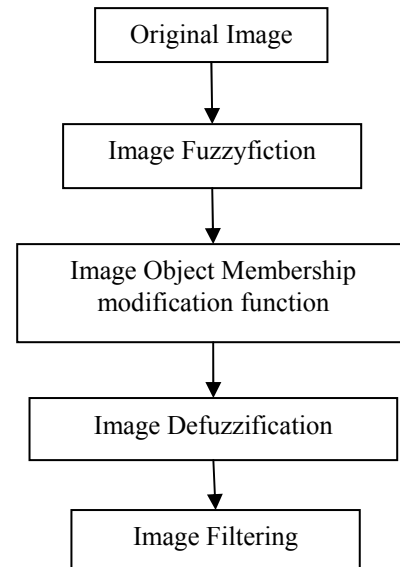 Original Image
Image Fuzzyfiction
Image Object Membership
modification function
Image Defuzzification
Image Filtering